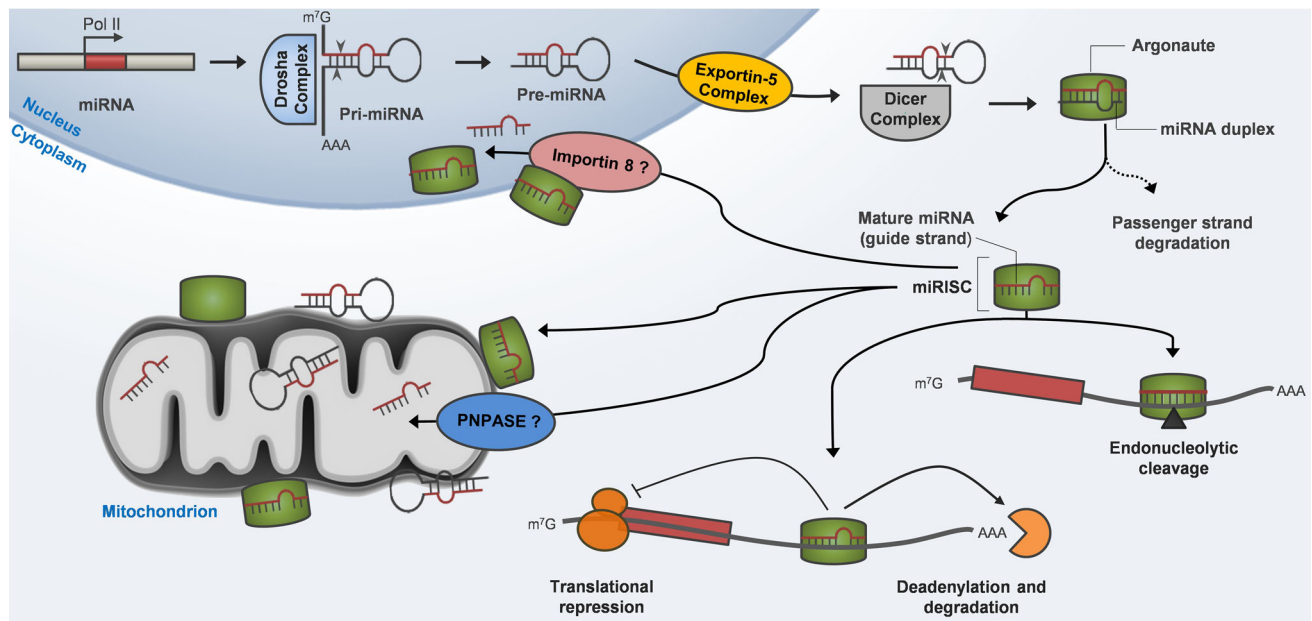 Pol II
miRNA
m⁷G
Drosha
Complex
Pri-miRNA
AAA
Pre-miRNA
Exportin-5
Complex
Dicer
Complex
Argonaute
miRNA duplex
Nucleus
Cytoplasm
Importin 8 ?
Passenger strand
degradation
Mature miRNA
(guide strand)
miRISC
m⁷G
AAA
Endonucleolytic
cleavage
PNPASE ?
Mitochondrion
m⁷G
AAA
Translational
repression
Deadenylation and
degradation